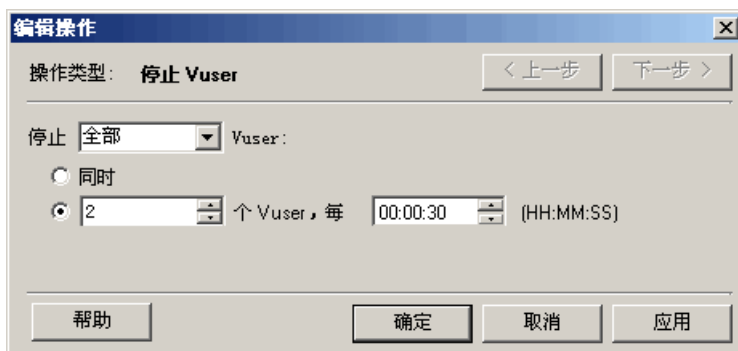 编辑操作
操作类型: 停止 Vuser < 上一步 下一步 >
停止 全部 Vuser:
同时
2 个 Vuser，每 00:00:30 (HH:MM:SS)
帮助 确定 取消 应用